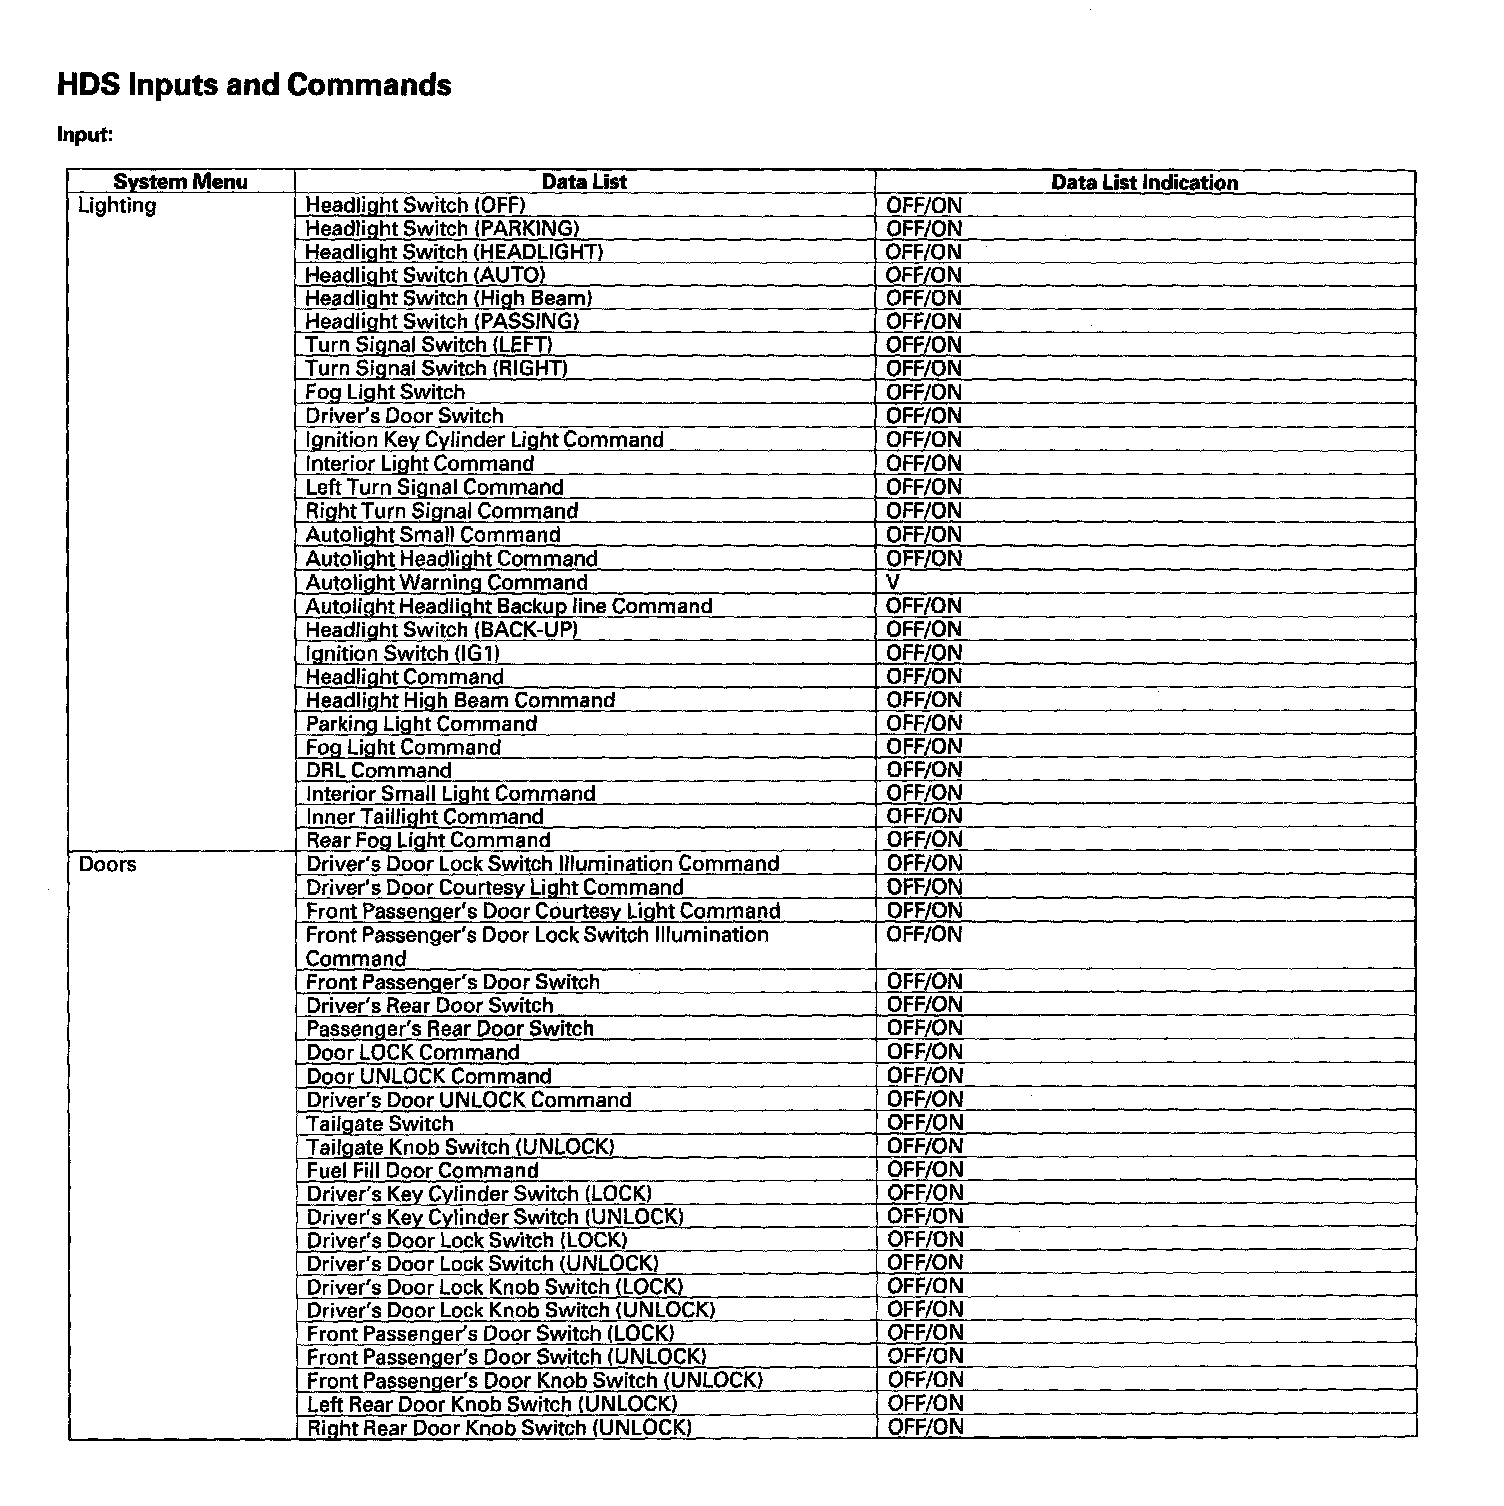 HDS Inputs and Commands
Input:
System Menu Data List Data List Indication
Lighting Headlight Switch (OFF) OFF/ON
Headlight Switch (PARKING) OFF/ON
Headlight Switch (HEADLIGHT) OFF/ON
Headlight Switch (AUTO) OFF/ON
Headlight Switch (High Beam) OFF/ON
Headlight Switch (PASSING) OFF/ON
Turn Signal Switch (LEFT) OFF/ON
Turn Signal Switch (RIGHT) OFF/ON
Fog Light Switch OFF/ON
Driver's Door Switch OFF/ON
Ignition Key Cylinder Light Command OFF/ON
Interior Light Command OFF/ON
Left Turn Signal Command OFF/ON
Right Turn Signal Command OFF/ON
Autolight Small Command OFF/ON
Autolight Headlight Command OFF/ON
Autolight Warning Command V
Autolight Headlight Backup line Command OFF/ON
Headlight Switch (BACK-UP) OFF/ON
Ignition Switch (IG1) OFF/ON
Headlight Command OFF/ON
Headlight High Beam Command OFF/ON
Parking Light Command OFF/ON
Fog Light Command OFF/ON
DRL Command OFF/ON
Interior Small Light Command OFF/ON
Inner Taillight Command OFF/ON
Rear Fog Light Command OFF/ON
Doors Driver's Door Lock Switch Illumination Command OFF/ON
Driver's Door Courtesy Light Command OFF/ON
Front Passenger's Door Courtesy Light Command OFF/ON
Front Passenger's Door Lock Switch Illumination OFF/ON
Command
Front Passenger's Door Switch OFF/ON
Driver's Rear Door Switch OFF/ON
Passenger's Rear Door Switch OFF/ON
Door LOCK Command OFF/ON
Door UNLOCK Command OFF/ON
Driver's Door UNLOCK Command OFF/ON
Tailgate Switch OFF/ON
Tailgate Knob Switch (UNLOCK) OFF/ON
Fuel Fill Door Command OFF/ON
Driver's Key Cylinder Switch (LOCK) OFF/ON
Driver's Key Cylinder Switch (UNLOCK) OFF/ON
Driver's Door Lock Switch (LOCK) OFF/ON
Driver's Door Lock Switch (UNLOCK) OFF/ON
Driver's Door Lock Knob Switch (LOCK) OFF/ON
Driver's Door Lock Knob Switch (UNLOCK) OFF/ON
Front Passenger's Door Switch (LOCK) OFF/ON
Front Passenger's Door Switch (UNLOCK) OFF/ON
Front Passenger's Door Knob Switch (UNLOCK) OFF/ON
Left Rear Door Knob Switch (UNLOCK) OFF/ON
Right Rear Door Knob Switch (UNLOCK) OFF/ON